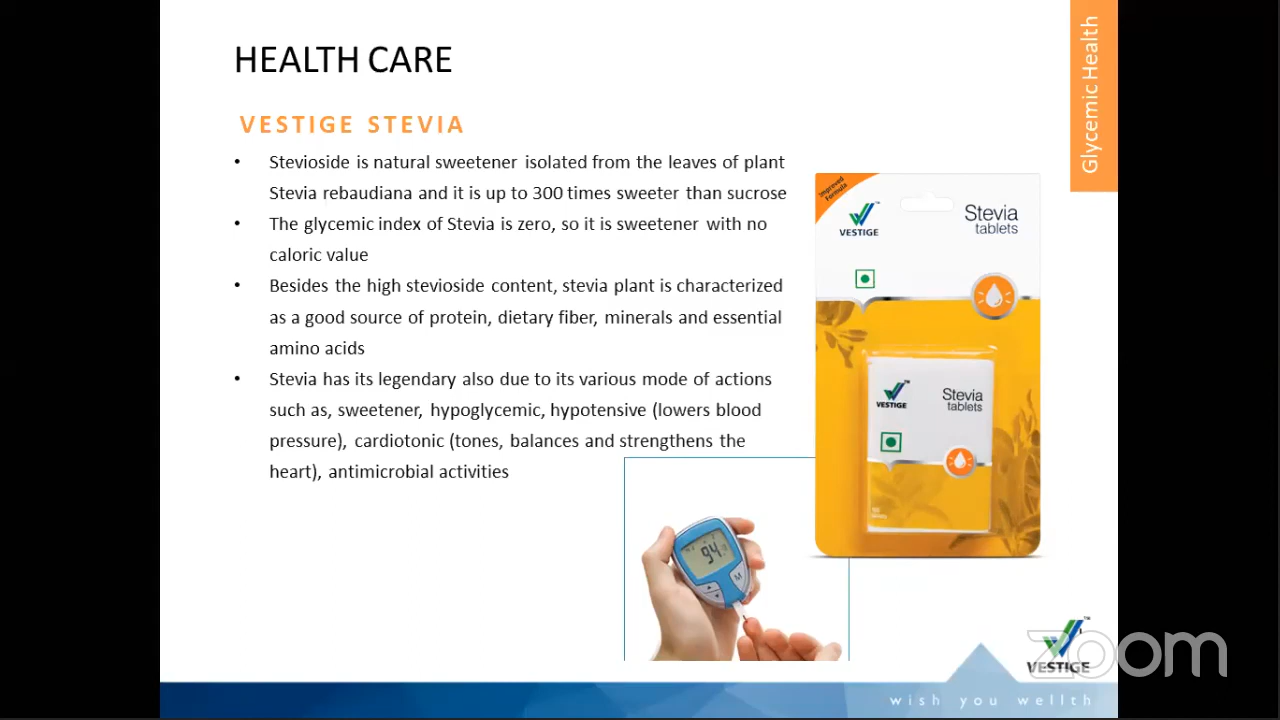 HEALTH CARE
Glycemic Health
VESTIGE STEVIA
• Stevioside is natural sweetener isolated from the leaves of plant
Stevia rebaudiana and it is up to 300 times sweeter than sucrose
• The glycemic index of Stevia is zero, so it is sweetener with no
caloric value
• Besides the high stevioside content, stevia plant is characterized
as a good source of protein, dietary fiber, minerals and essential
amino acids
• Stevia has its legendary also due to its various mode of actions
such as, sweetener, hypoglycemic, hypotensive (lowers blood
pressure), cardiotonic (tones, balances and strengthens the
heart), antimicrobial activities
Improved
Formula
VESTIGE
Stevia
tablets
VESTIGE
Stevia
tablets
94
M
zoom
VESTIGE
wish you wellth